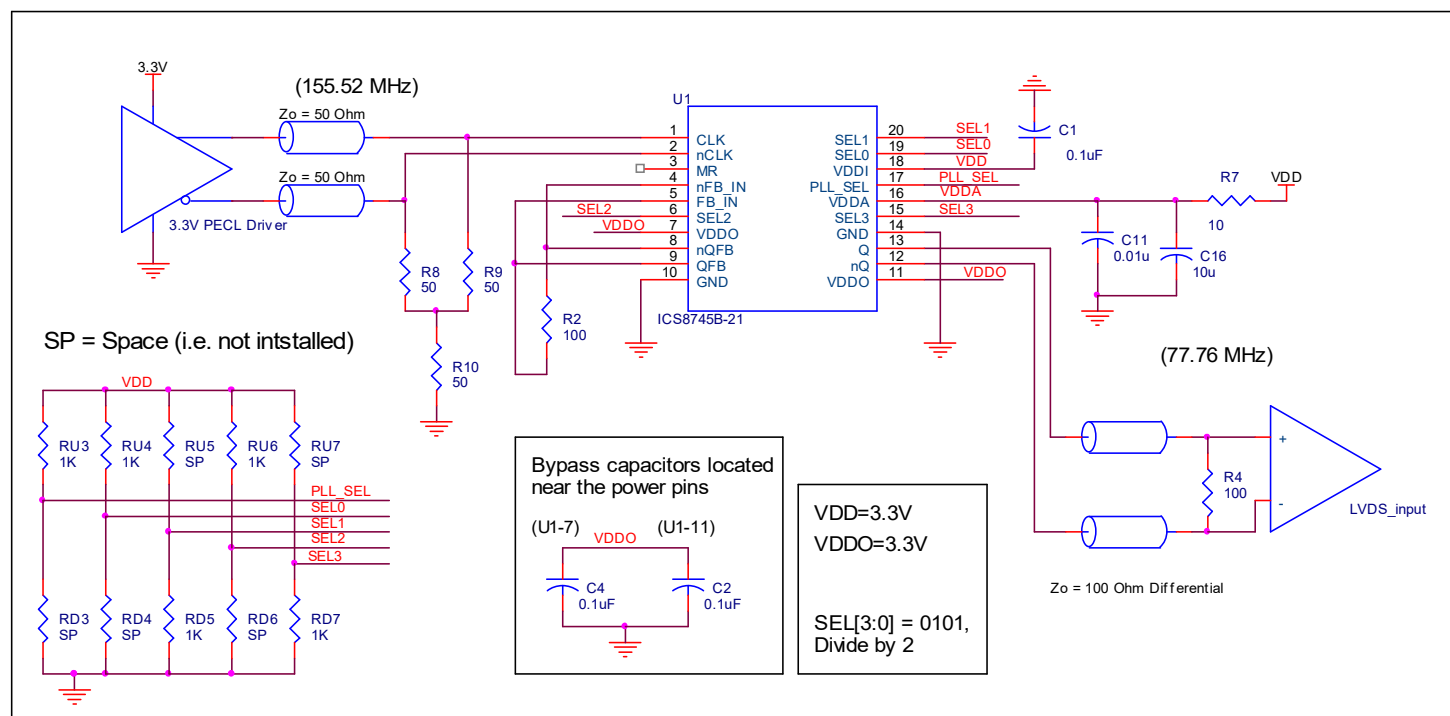 3.3V
(155.52 MHz)
Zo = 50 Ohm
Zo = 50 Ohm
3.3V PECL Driver
R8
50
R9
50
R10
50
R2
100
U1
1
2
3
4
5
6
7
8
9
10
CLK
nCLK
MR
nFB_IN
FB_IN
SEL2
VDDO
nQFB
QFB
GND
SEL2
VDDO
SEL1
SEL0
VDDI
PLL_SEL
VDDA
SEL3
GND
Q
nQ
VDDO
20
19
18
17
16
15
14
13
12
11
ICS8745B-21
SEL1
SEL0
VDD
PLL_SEL
VDDA
SEL3
VDDO
C1
0.1uF
R7
10
VDD
C11
0.01u
C16
10u
(77.76 MHz)
R4
100
+
-
LVDS_input
Zo = 100 Ohm Differential
SP = Space (i.e. not intstalled)
VDD
RU3
1K
RU4
1K
RU5
SP
RU6
1K
RU7
SP
PLL_SEL
SEL0
SEL1
SEL2
SEL3
RD3
SP
RD4
SP
RD5
1K
RD6
SP
RD7
1K
Bypass capacitors located
near the power pins
(U1-7)
(U1-11)
VDDO
C4
0.1uF
C2
0.1uF
VDD=3.3V
VDDO=3.3V
SEL[3:0] = 0101,
Divide by 2